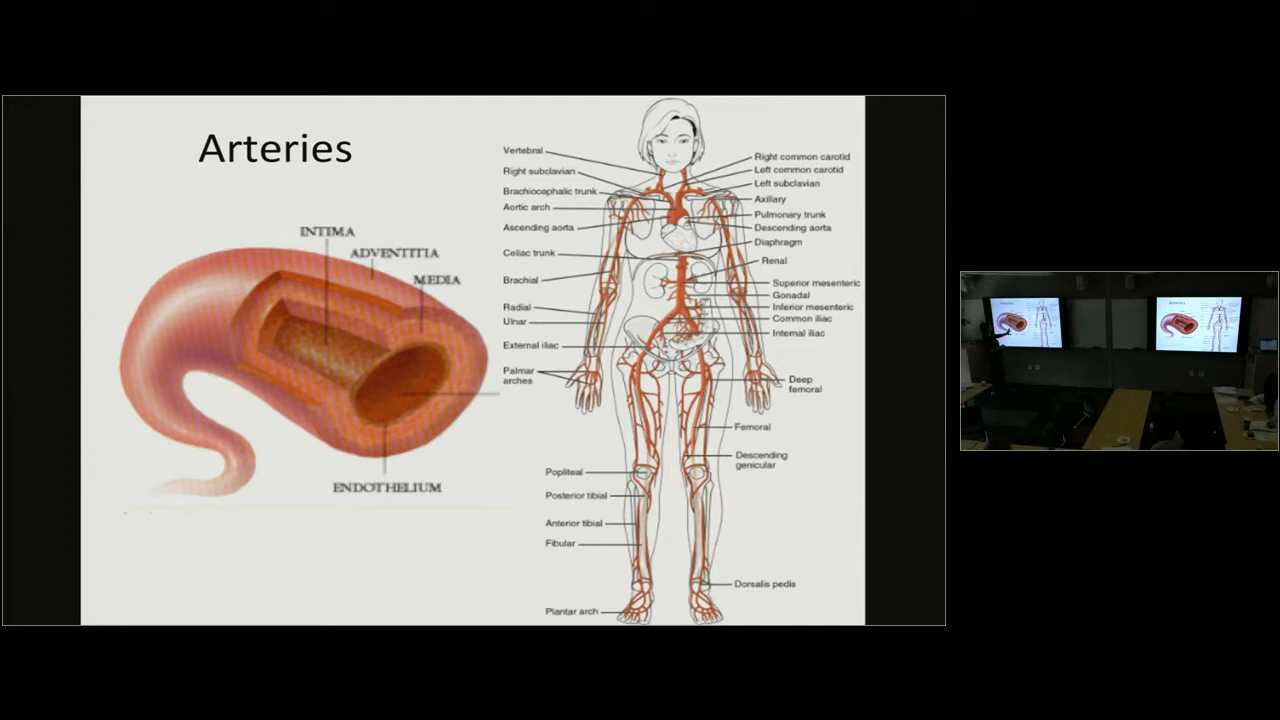 Arteries
INTIMA
ADVENTITIA
MEDIA
ENDOTHELIUM
Vertebral
Right subclavian
Brachiocephalic trunk
Aortic arch
Ascending aorta
Celiac trunk
Brachial
Radial
Ulnar
External iliac
Palmar
arches
Popliteal
Posterior tibial
Anterior tibial
Fibular
Plantar arch
Right common carotid
Left common carotid
Left subclavian
Axillary
Pulmonary trunk
Descending aorta
Diaphragm
Renal
Superior mesenteric
Gonadal
Inferior mesenteric
Common iliac
Internal iliac
Deep
femoral
Femoral
Descending
genicular
Dorsalis pedis
Arteries